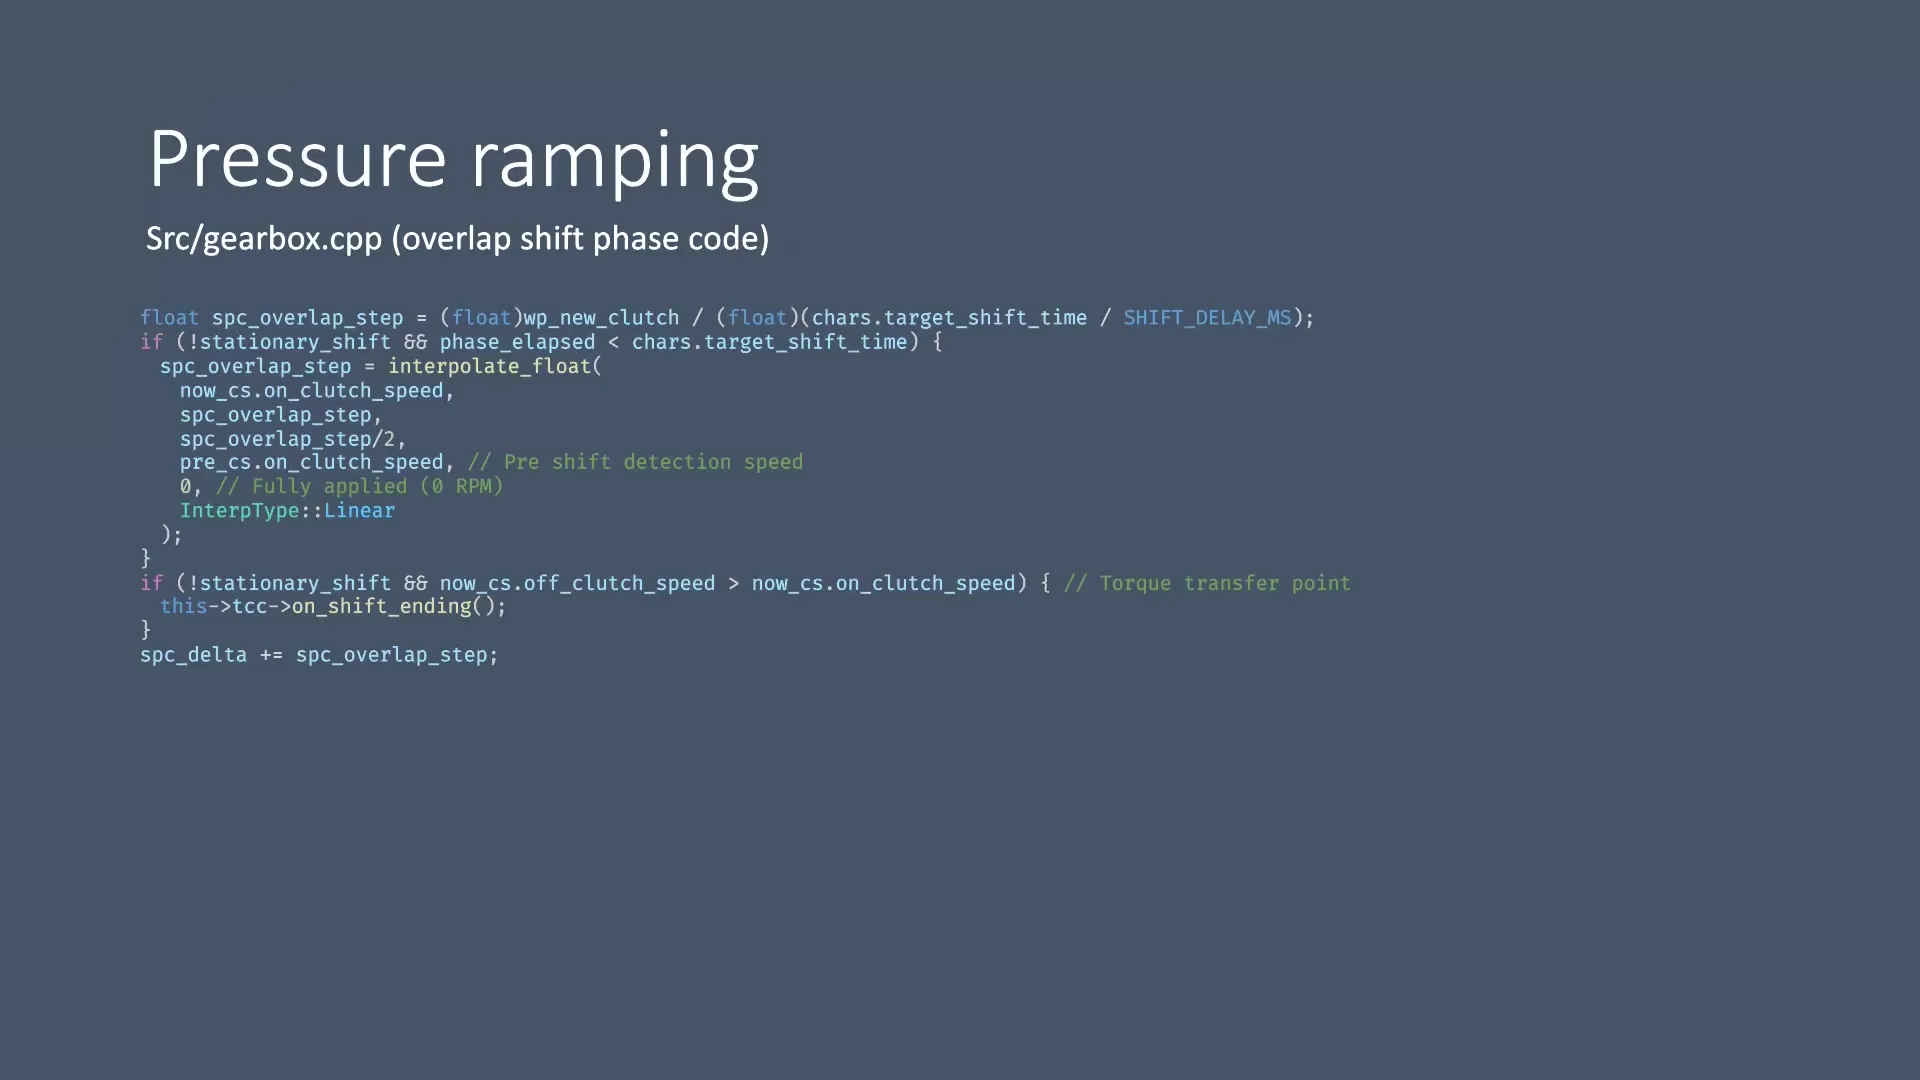 Pressure ramping
Src/gearbox.cpp (overlap shift phase code)
float spc_overlap_step = (float)wp_new_clutch / (float)(chars.target_shift_time / SHIFT_DELAY_MS);
if (!stationary_shift && phase_elapsed < chars.target_shift_time) {
  spc_overlap_step = interpolate_float(
    now_cs.on_clutch_speed,
    spc_overlap_step,
    spc_overlap_step/2,
    pre_cs.on_clutch_speed, // Pre shift detection speed
    0, // Fully applied (0 RPM)
    InterpType::Linear
  );
}
if (!stationary_shift && now_cs.off_clutch_speed > now_cs.on_clutch_speed) { // Torque transfer point
  this->tcc->on_shift_ending();
}
spc_delta += spc_overlap_step;